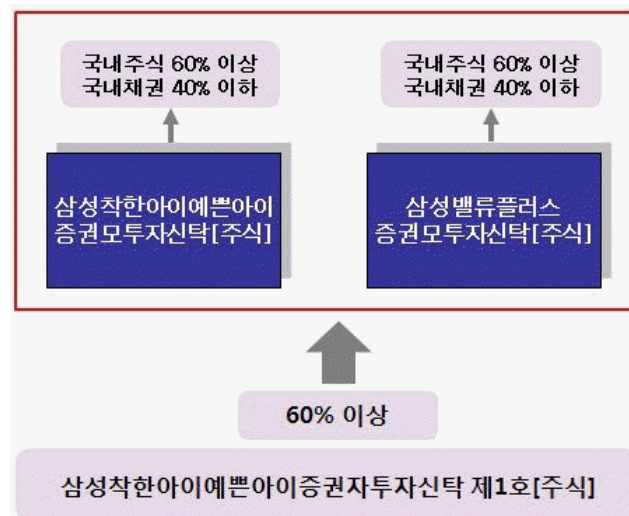 국내주식 60% 이상
국내채권 40% 이하
국내주식 60% 이상
국내채권 40% 이하
삼성착한아이예쁜아이
증권모투자신탁[주식]
삼성밸류플러스
증권모투자신탁[주식]
60% 이상
삼성착한아이예쁜아이증권자투자신탁 제1호[주식]